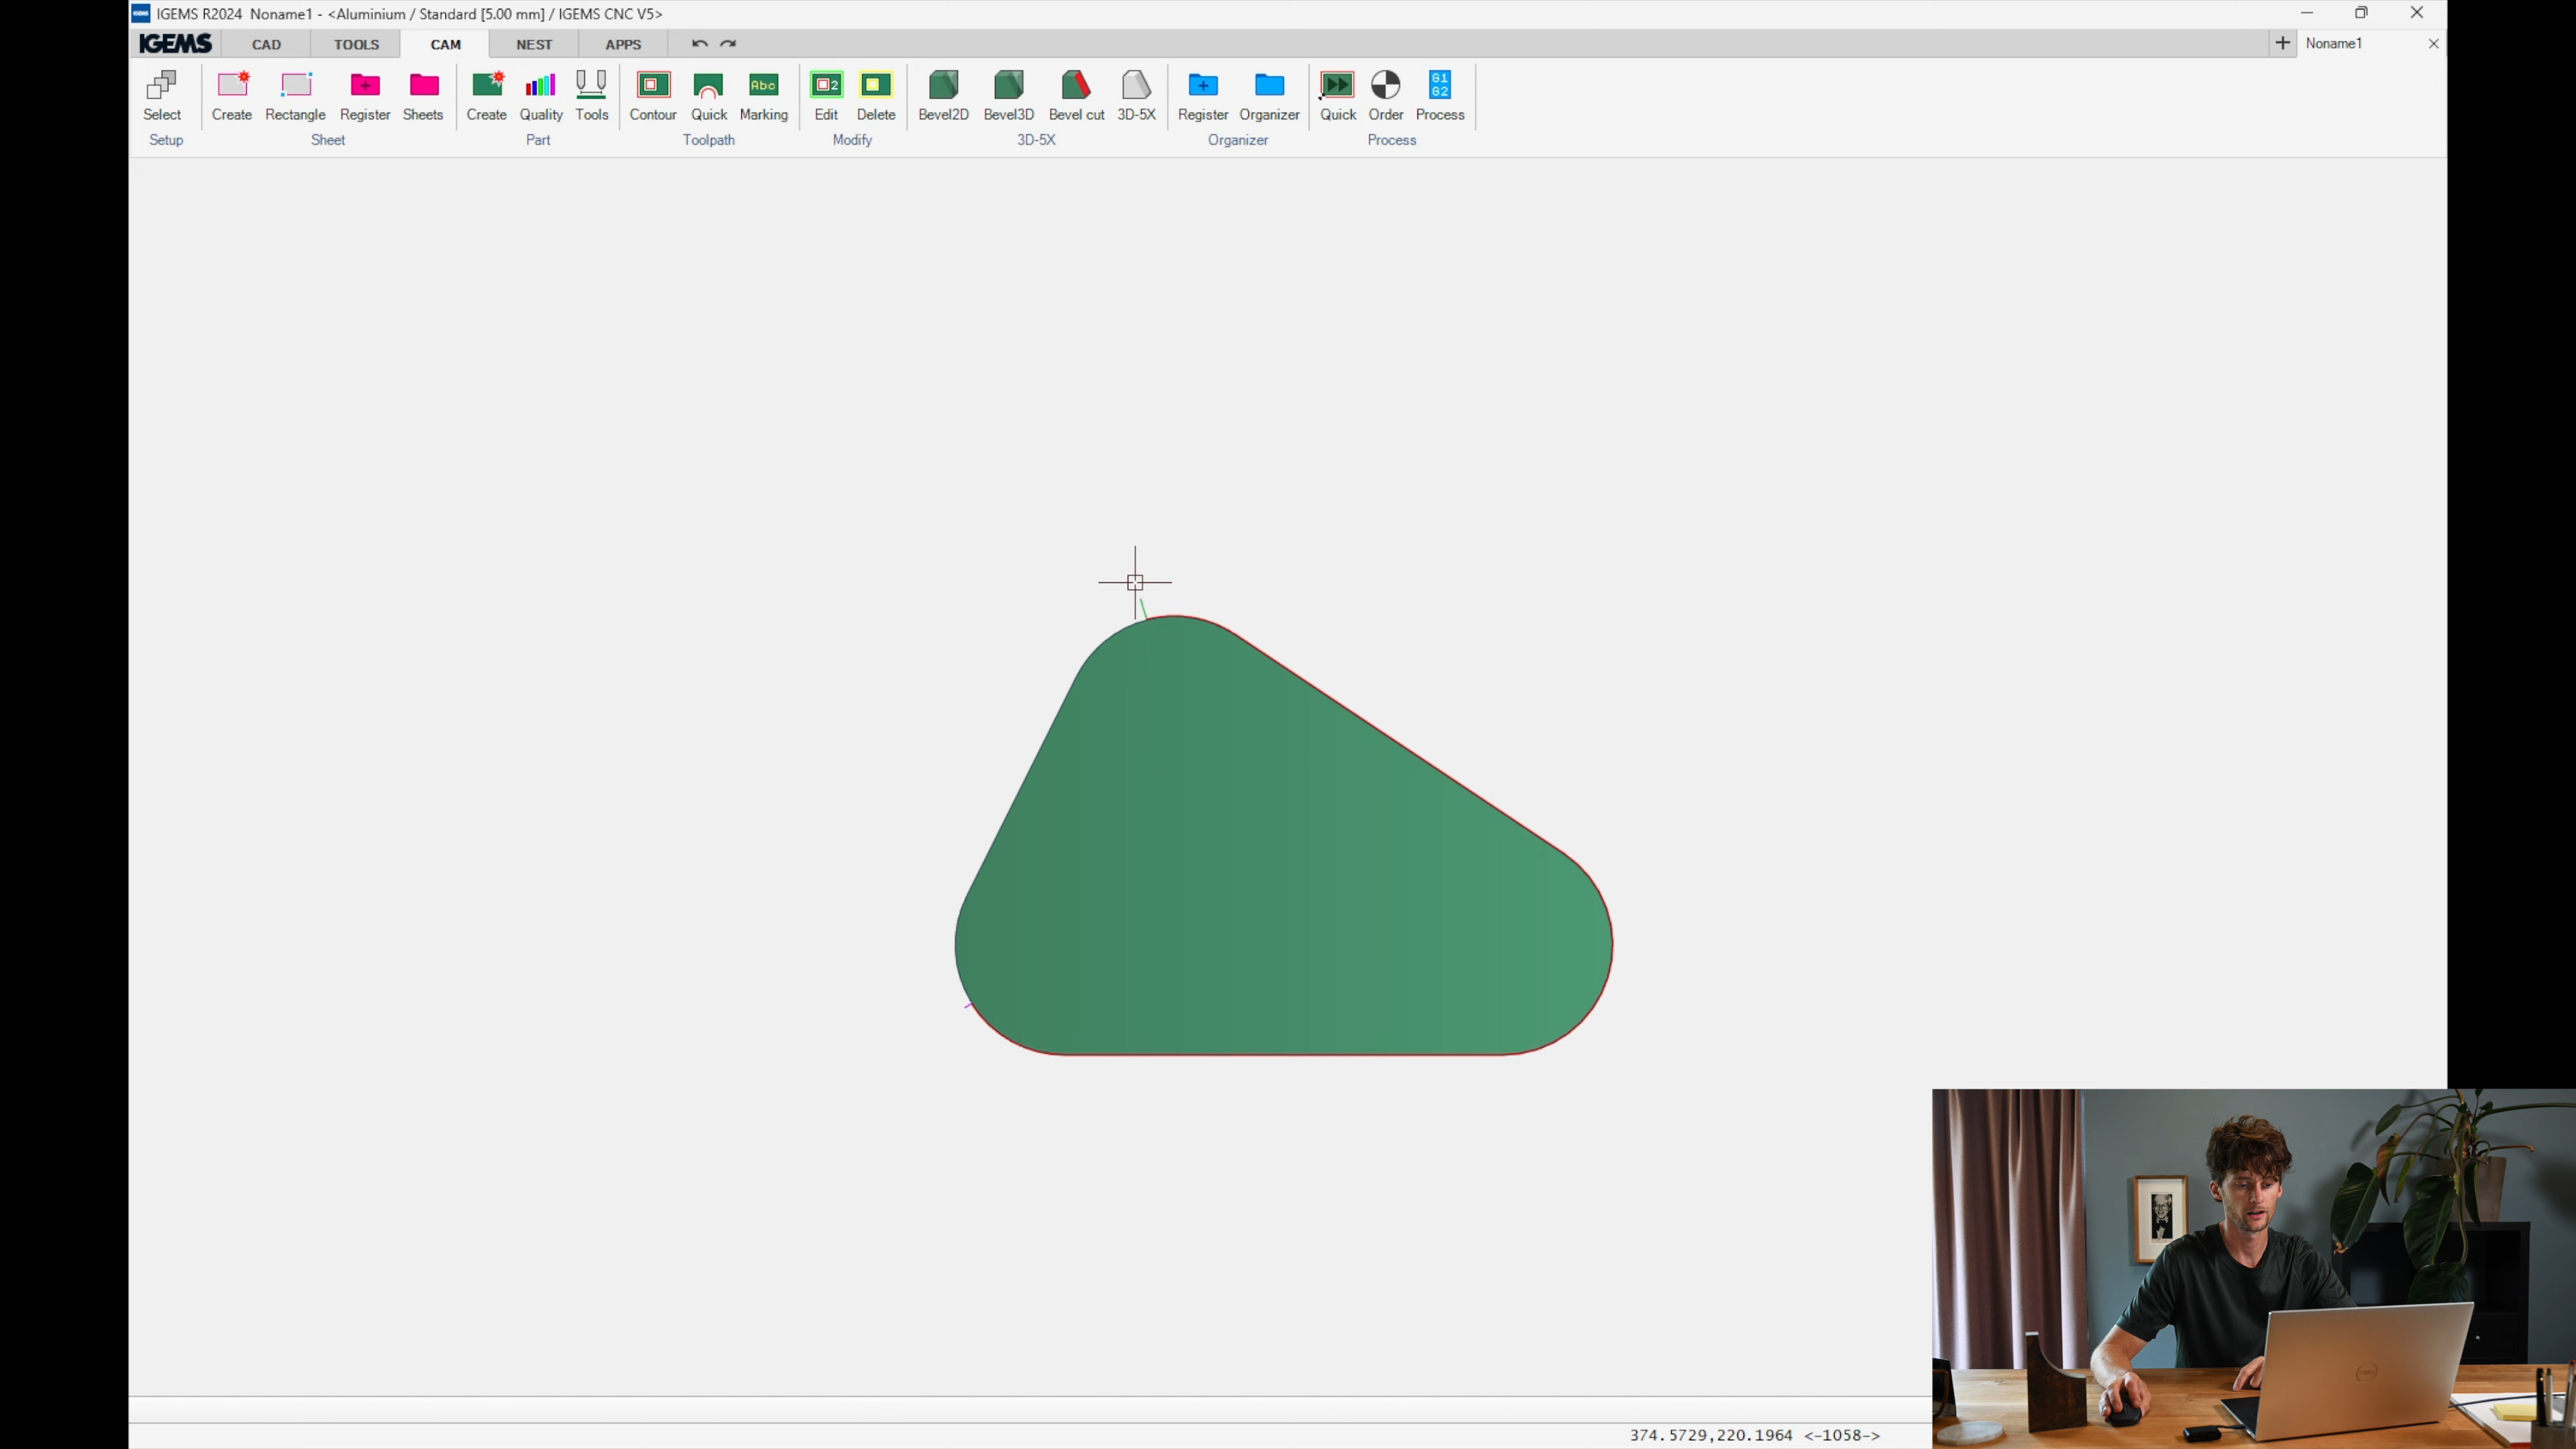 IGEMS R2024 Noname1 - <Aluminium / Standard [5.00 mm] / IGEMS CNC V5>
IGEMS CAD TOOLS CAM NEST APPS Noname1
G1
G2
Abc
2
Select Create Rectangle Register Sheets Create Quality Tools Contour Quick Marking Edit Delete Bevel2D Bevel3D Bevel cut 3D-5X Register Organizer Quick Order Process
Setup Sheet Part Toolpath Modify 3D-5X Organizer Process
374.5729,220.1964 <-1058->